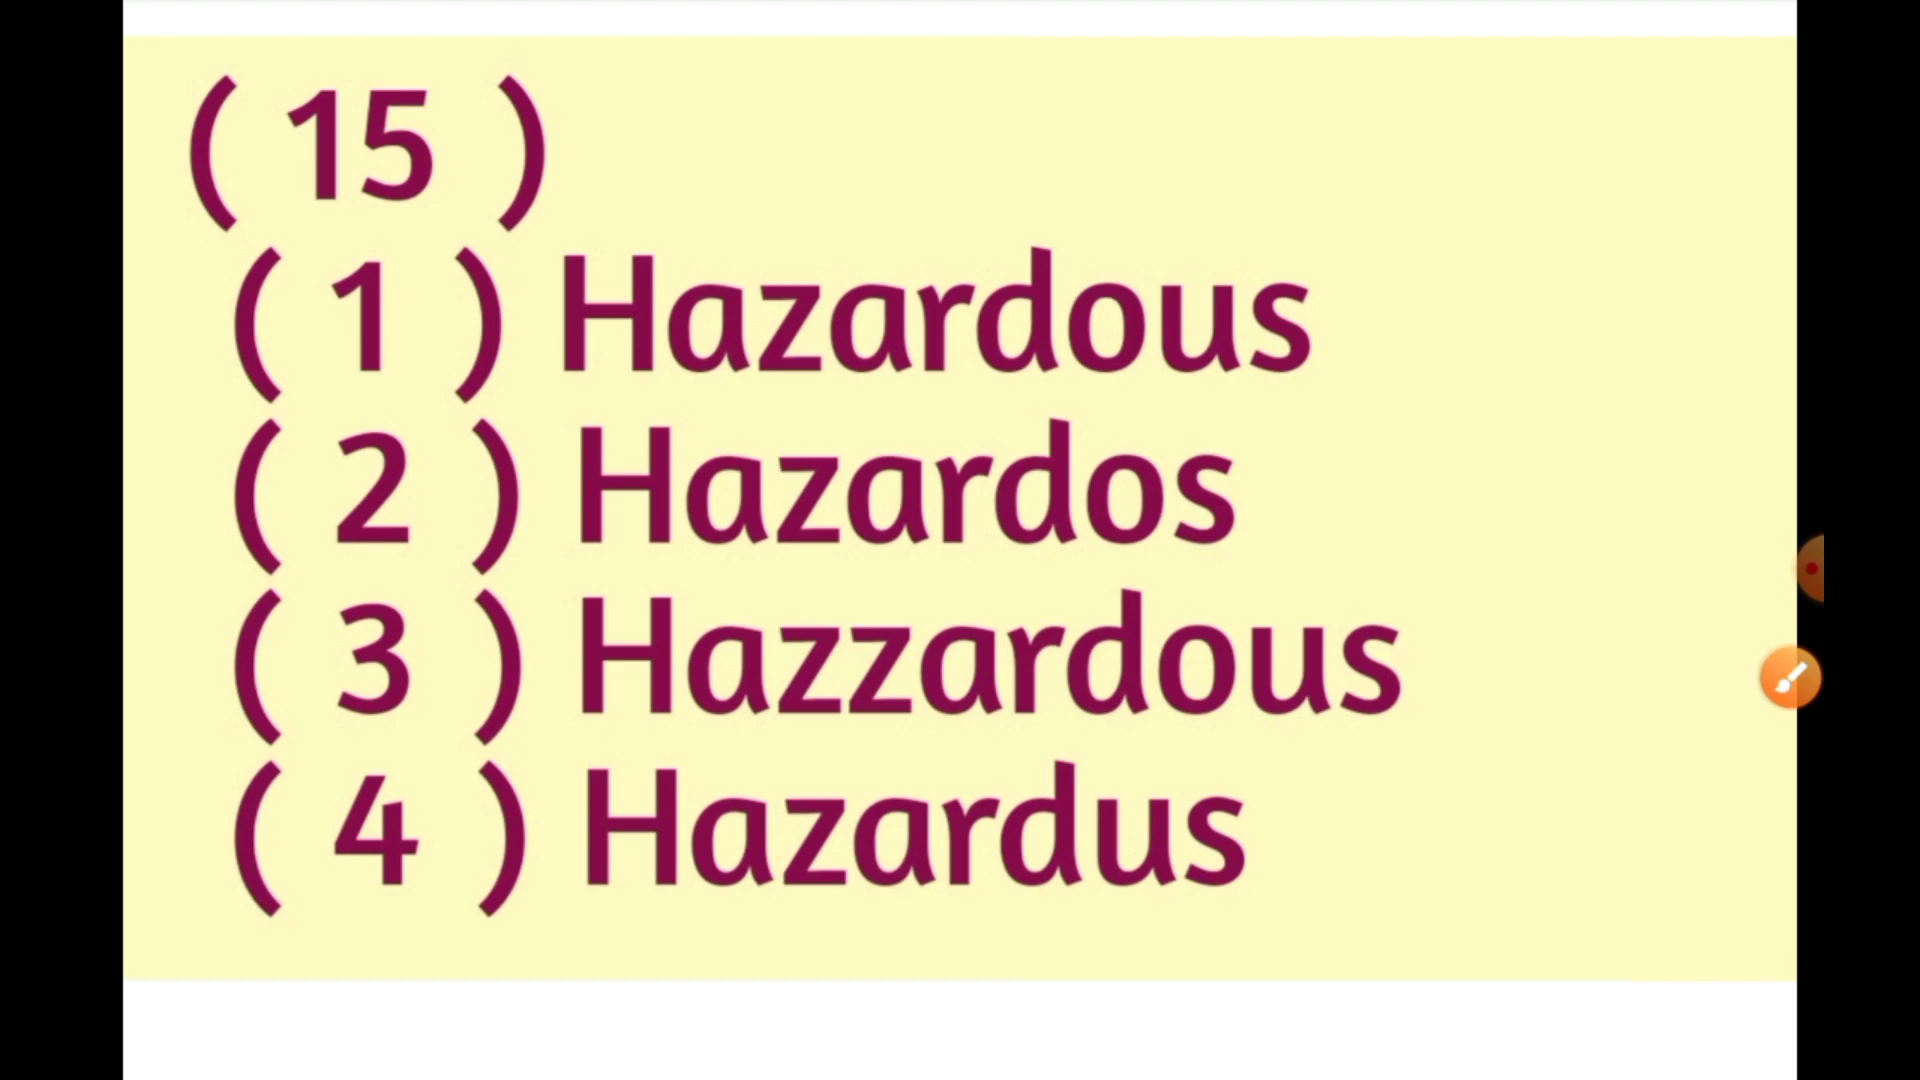 ( 15 )
( 1 ) Hazardous
( 2 ) Hazardos
( 3 ) Hazzardous
( 4 ) Hazardus